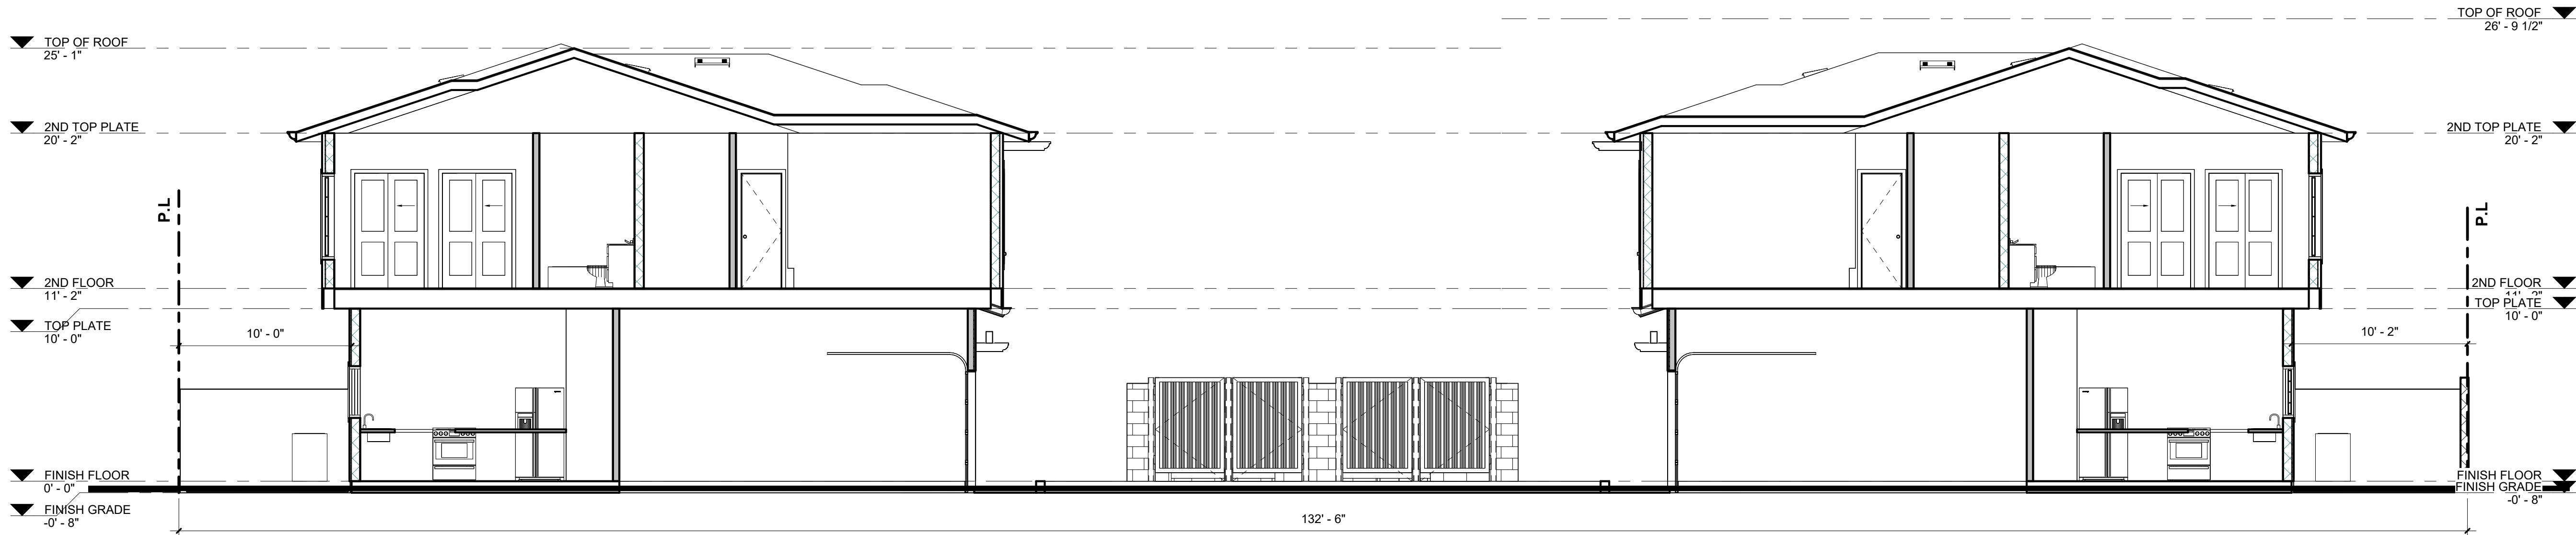 TOP OF ROOF
25' - 1"
2ND TOP PLATE
20' - 2"
P.L
2ND FLOOR
11' - 2"
TOP PLATE
10' - 0"
10' - 0"
FINISH FLOOR
0' - 0"
FINISH GRADE
-0' - 8"
132' - 6"
TOP OF ROOF
26' - 9 1/2"
2ND TOP PLATE
20' - 2"
P.L
2ND FLOOR
11' - 2"
TOP PLATE
10' - 0"
10' - 2"
FINISH FLOOR
FINISH GRADE
-0' - 8"